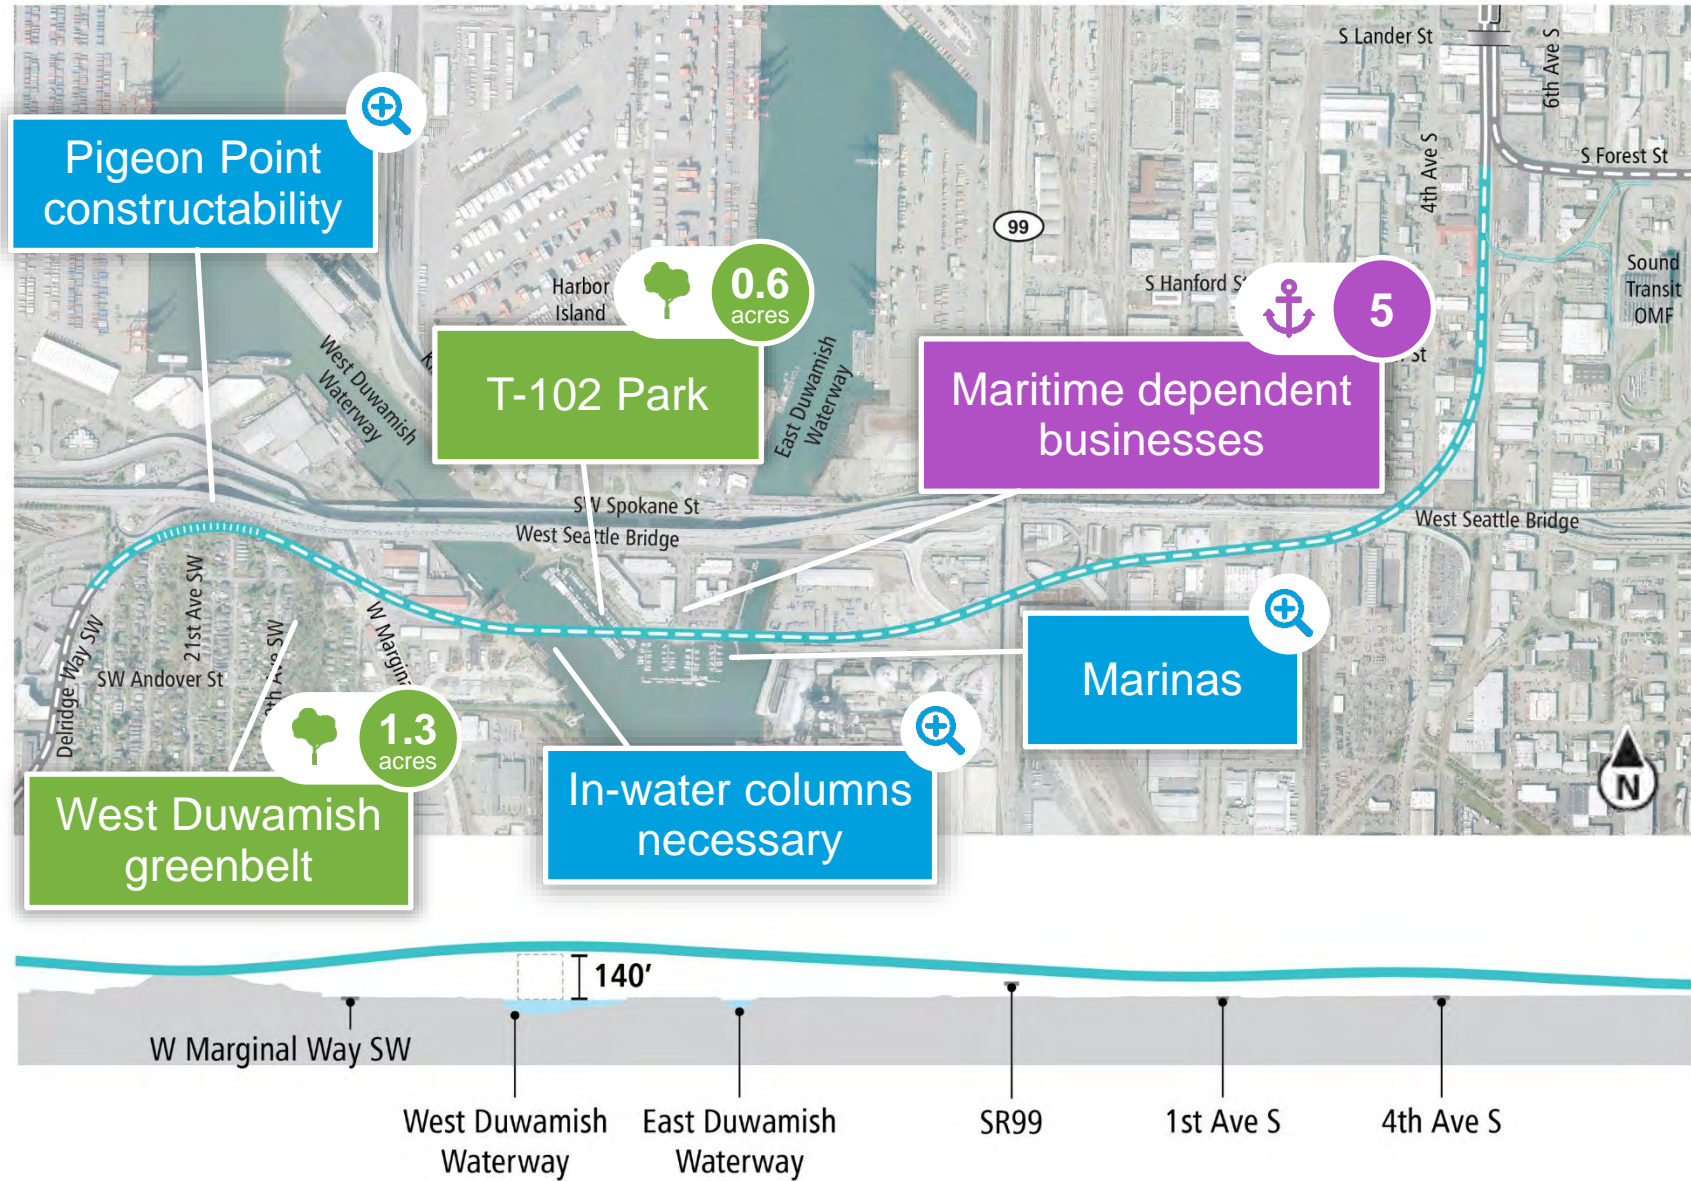 S Lander St
6th Ave S
Pigeon Point
constructability
4th Ave S
S Forest St
99
Harbor
Island
0.6
acres
S Hanford St
5
Sound
Transit
OMF
West Duwamish
Waterway
T-102 Park
East Duwamish
Waterway
Maritime dependent
businesses
St
SW Spokane St
West Seattle Bridge
West Seattle Bridge
21st Ave SW
Delridge Way SW
SW Andover St
Ave SW
W Margina
Marinas
1.3
acres
West Duwamish
greenbelt
In-water columns
necessary
N
140'
W Marginal Way SW
West Duwamish
Waterway
East Duwamish
Waterway
SR99
1st Ave S
4th Ave S